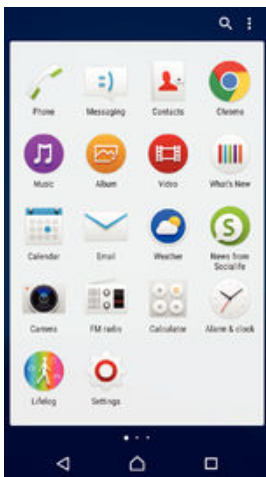 Phone Messaging Contacts Chrome
Music Album Video What's New
Calendar Email Weather News from
Socialife
Camera FM radio Calculator Alarm & clock
Lifelog Settings